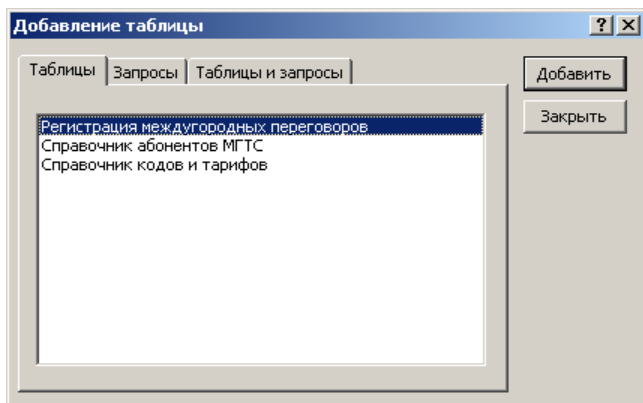 Добавление таблицы
Таблицы Запросы Таблицы и запросы
Добавить
Закрыть
Регистрация междугородных переговоров
Справочник абонентов МГТС
Справочник кодов и тарифов